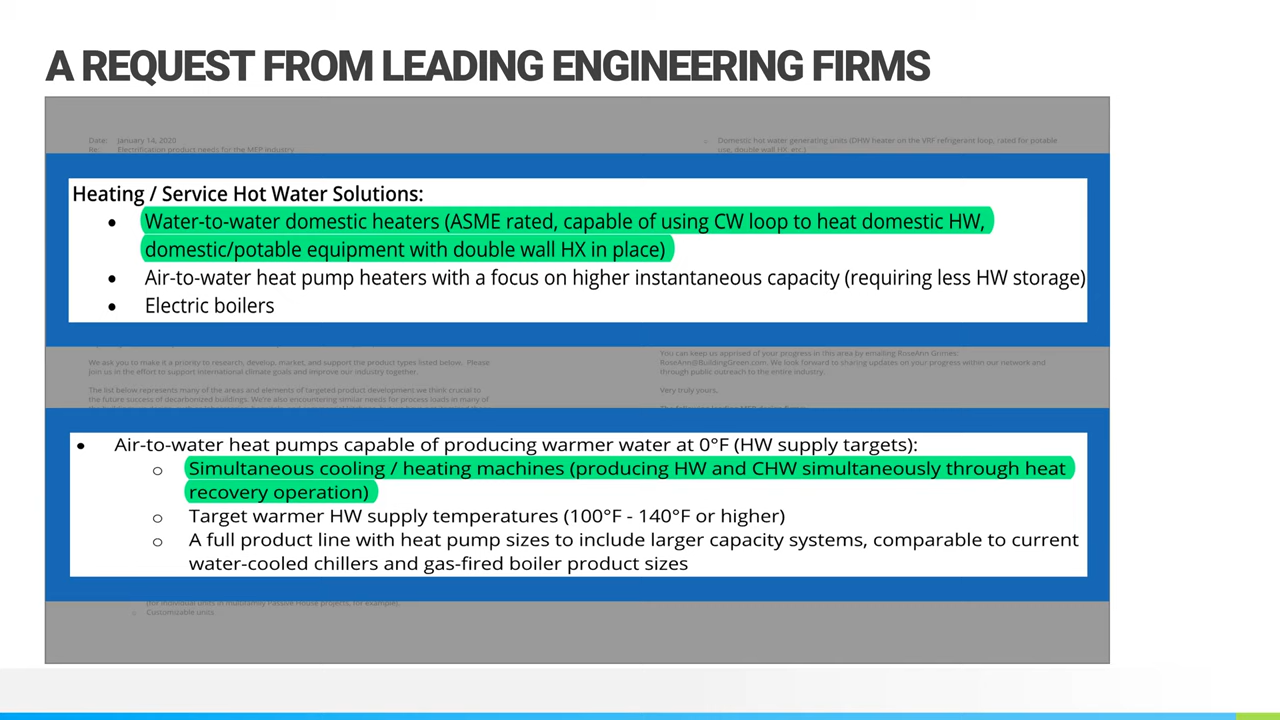 A REQUEST FROM LEADING ENGINEERING FIRMS
Date: January 14, 2020
Re: Electrification product needs for the MEP industry
○ Domestic hot water generating units (DHW heater on the VRF refrigerant loop, rated for potable
use, double wall HX, etc.)
Heating / Service Hot Water Solutions:
• Water-to-water domestic heaters (ASME rated, capable of using CW loop to heat domestic HW,
domestic/potable equipment with double wall HX in place)
• Air-to-water heat pump heaters with a focus on higher instantaneous capacity (requiring less HW storage)
• Electric boilers
We ask you to make it a priority to research, develop, market, and support the product types listed below. Please
join us in the effort to support international climate goals and improve our industry together.
The list below represents many of the areas and elements of targeted product development we think crucial to
the future success of decarbonized buildings. We're also encountering similar needs for process loads in many of
You can keep us apprised of your progress in this area by emailing RoseAnn Grimes:
RoseAnn@BuildingGreen.com. We look forward to sharing updates on your progress within our network and
through public outreach to the entire industry.
Very truly yours,
• Air-to-water heat pumps capable of producing warmer water at 0°F (HW supply targets):
○ Simultaneous cooling / heating machines (producing HW and CHW simultaneously through heat
recovery operation)
○ Target warmer HW supply temperatures (100°F - 140°F or higher)
○ A full product line with heat pump sizes to include larger capacity systems, comparable to current
water-cooled chillers and gas-fired boiler product sizes
(for individual units in multifamily Passive House projects, for example).
○ Customizable units